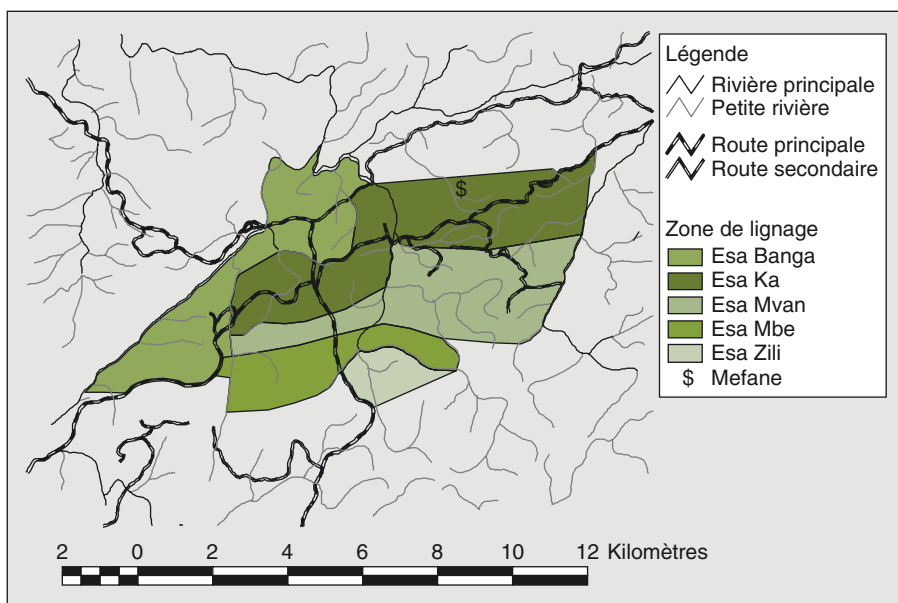 Légende
Rivière principale
Petite rivière
Route principale
Route secondaire
Zone de lignage
Esa Banga
Esa Ka
Esa Mvan
Esa Mbe
Esa Zili
$ Mefane
$
2 0 2 4 6 8 10 12 Kilomètres